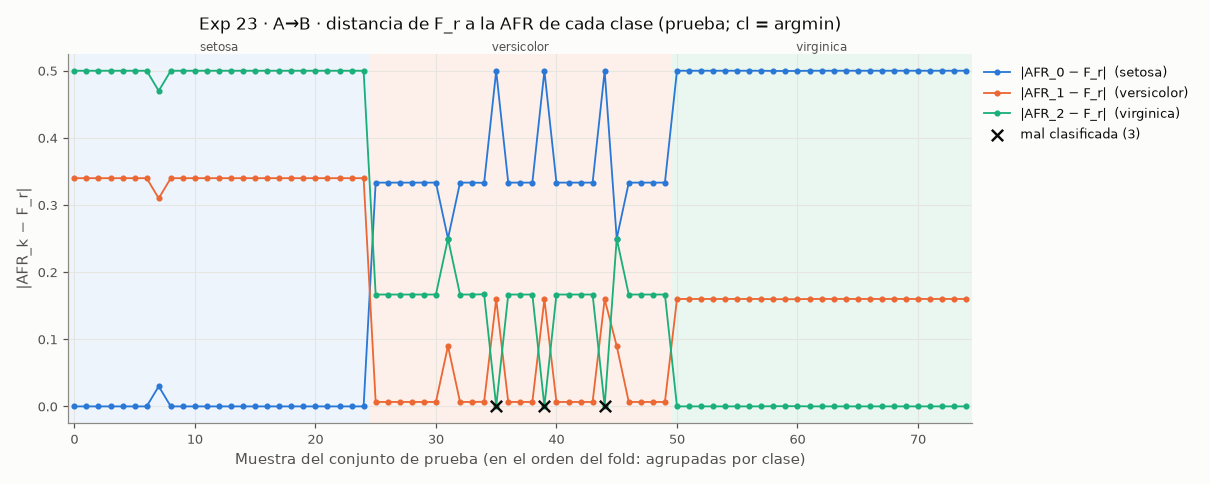 Exp 23 · A→B · distancia de F_r a la AFR de cada clase (prueba; cl = argmin)
setosa
versicolor
virginica
|AFR_0 − F_r| (setosa)
|AFR_1 − F_r| (versicolor)
|AFR_2 − F_r| (virginica)
mal clasificada (3)
|AFR_k − F_r|
0.5
0.4
0.3
0.2
0.1
0.0
0 10 20 30 40 50 60 70
Muestra del conjunto de prueba (en el orden del fold: agrupadas por clase)